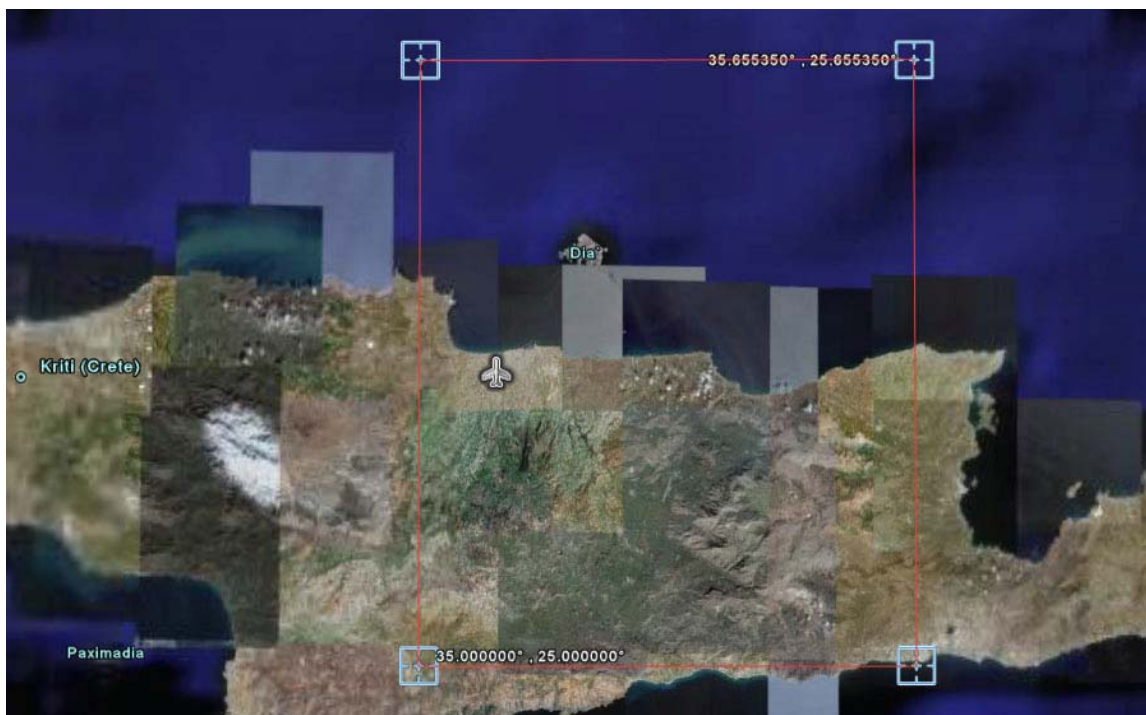 35.655350° , 25.655350°
Dia
Kriti (Crete)
35.000000° , 25.000000°
Paximadia